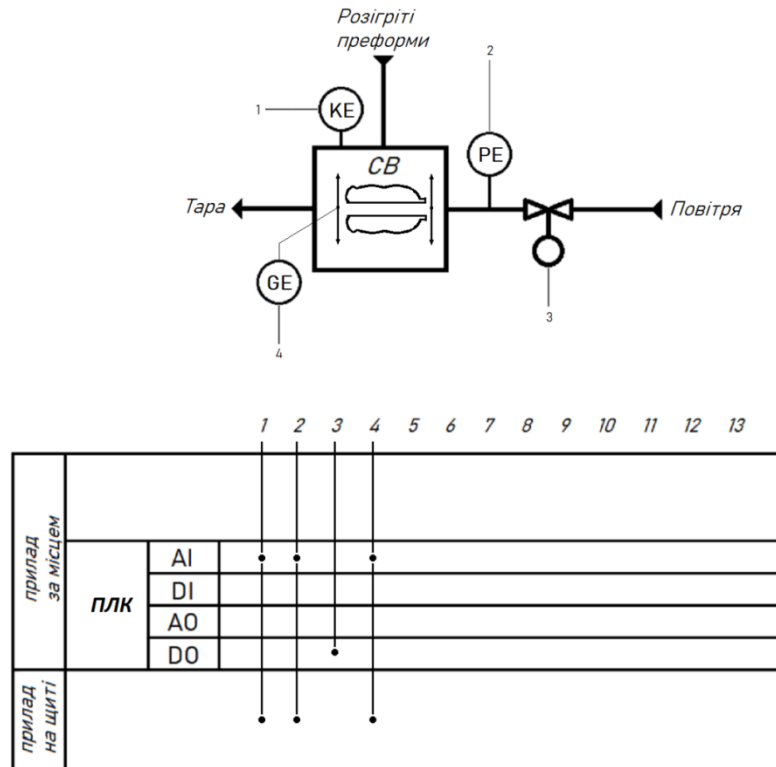 Розігріті
преформи
2
1
KE
СВ
PE
Тара
Повітря
GE
3
4
1 2 3 4 5 6 7 8 9 10 11 12 13
прилад
за місцем
ПЛК
AI
DI
AO
DO
прилад
на щиті